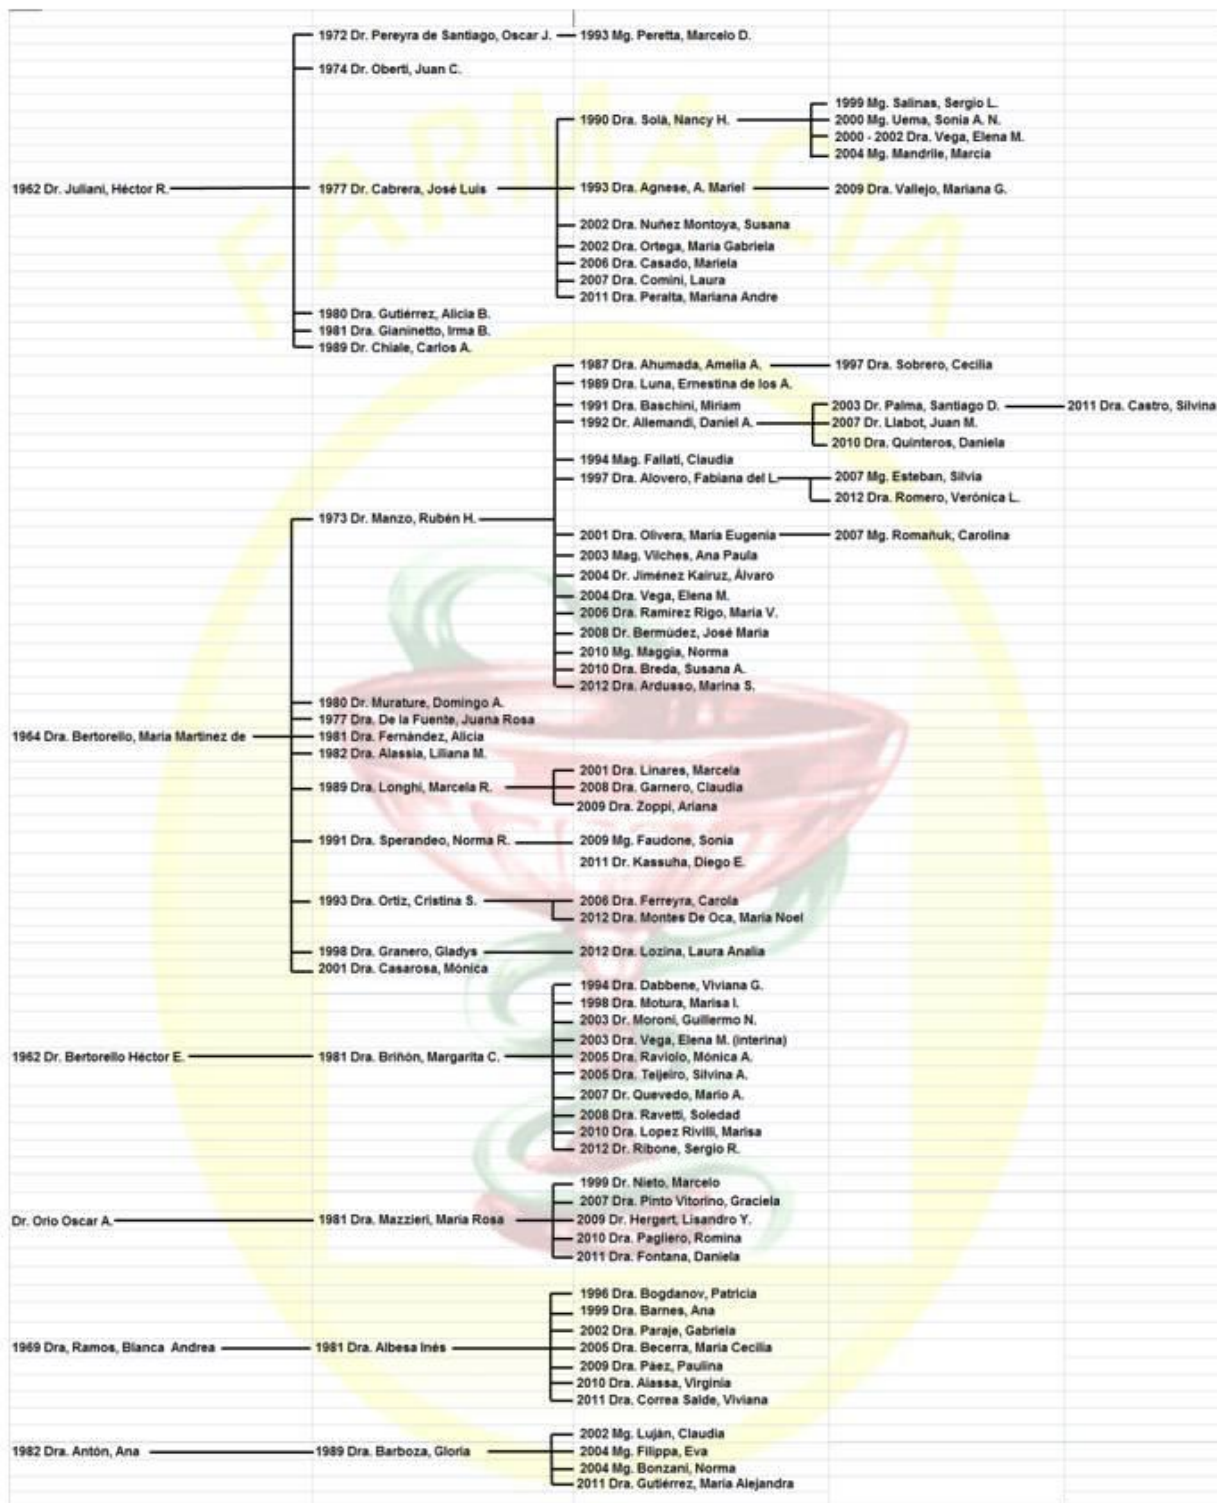 1972 Dr. Pereyra de Santiago, Oscar J.
1993 Mg. Peretta, Marcelo D.
1974 Dr. Oberti, Juan C.
1999 Mg. Salinas, Sergio L.
1990 Dra. Solá, Nancy H.
2000 Mg. Uema, Sonia A. N.
2000 - 2002 Dra. Vega, Elena M.
2004 Mg. Mandrile, Marcia
1962 Dr. Juliani, Héctor R.
1977 Dr. Cabrera, José Luis
1993 Dra. Agnese, A. Mariel
2009 Dra. Vallejo, Mariana G.
2002 Dra. Nuñez Montoya, Susana
2002 Dra. Ortega, María Gabriela
2006 Dra. Casado, Mariela
2007 Dra. Comini, Laura
2011 Dra. Peralta, Mariana Andre
1980 Dra. Gutiérrez, Alicia B.
1981 Dra. Gianinetto, Irma B.
1989 Dr. Chiale, Carlos A.
1987 Dra. Ahumada, Amelia A.
1997 Dra. Sobrero, Cecilia
1989 Dra. Luna, Ernestina de los A.
1991 Dra. Baschini, Miriam
2003 Dr. Palma, Santiago D.
2011 Dra. Castro, Silvina
1992 Dr. Allemandi, Daniel A.
2007 Dr. Llabot, Juan M.
2010 Dra. Quinteros, Daniela
1994 Mag. Fallati, Claudia
1997 Dra. Alovero, Fabiana del L.
2007 Mg. Esteban, Silvia
2012 Dra. Romero, Verónica L.
1973 Dr. Manzo, Rubén H.
2001 Dra. Olivera, María Eugenia
2007 Mg. Romañuk, Carolina
2003 Mag. Vilches, Ana Paula
2004 Dr. Jiménez Kairuz, Álvaro
2004 Dra. Vega, Elena M.
2006 Dra. Ramírez Rigo, María V.
2008 Dr. Bermúdez, José María
2010 Mg. Maggia, Norma
2010 Dra. Breda, Susana A.
2012 Dra. Ardusso, Marina S.
1980 Dr. Murature, Domingo A.
1977 Dra. De la Fuente, Juana Rosa
1964 Dra. Bertorello, María Martinez de
1981 Dra. Fernández, Alicia
1982 Dra. Alassia, Liliana M.
2001 Dra. Linares, Marcela
1989 Dra. Longhi, Marcela R.
2008 Dra. Garnero, Claudia
2009 Dra. Zoppi, Ariana
1991 Dra. Sperandeo, Norma R.
2009 Mg. Faudone, Sonia
2011 Dr. Kassuha, Diego E.
1993 Dra. Ortiz, Cristina S.
2006 Dra. Ferreyra, Carola
2012 Dra. Montes De Oca, María Noel
1998 Dra. Granero, Gladys
2012 Dra. Lozina, Laura Analía
2001 Dra. Casarosa, Mónica
1994 Dra. Dabbene, Viviana G.
1998 Dra. Motura, Marisa I.
2003 Dr. Moroni, Guillermo N.
2003 Dra. Vega, Elena M. (interina)
1962 Dr. Bertorello Héctor E.
1981 Dra. Briñón, Margarita C.
2005 Dra. Raviolo, Mónica A.
2005 Dra. Teijeiro, Silvina A.
2007 Dr. Quevedo, Mario A.
2008 Dra. Ravetti, Soledad
2010 Dra. Lopez Rivilli, Marisa
2012 Dr. Ribone, Sergio R.
1999 Dr. Nieto, Marcelo
2007 Dra. Pinto Vitorino, Graciela
Dr. Orio Oscar A.
1981 Dra. Mazzieri, María Rosa
2009 Dr. Hergert, Lisandro Y.
2010 Dra. Pagliero, Romina
2011 Dra. Fontana, Daniela
1996 Dra. Bogdanov, Patricia
1999 Dra. Barnes, Ana
2002 Dra. Paraje, Gabriela
1969 Dra, Ramos, Blanca Andrea
1981 Dra. Albesa Inés
2005 Dra. Becerra, María Cecilia
2009 Dra. Páez, Paulina
2010 Dra. Aiassa, Virginia
2011 Dra. Correa Salde, Viviana
2002 Mg. Luján, Claudia
1982 Dra. Antón, Ana
1989 Dra. Barboza, Gloria
2004 Mg. Filippa, Eva
2004 Mg. Bonzani, Norma
2011 Dra. Gutiérrez, María Alejandra
FARMACIA